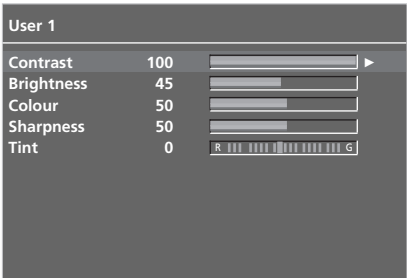 User 1
Contrast 100
Brightness 45
Colour 50
Sharpness 50
Tint 0 R G